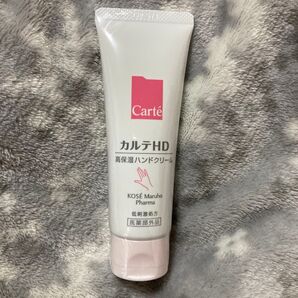 Carté
カルテHD
高保湿ハンドクリーム
KOSÉ Maruho
Pharma
低刺激処方
医薬部外品